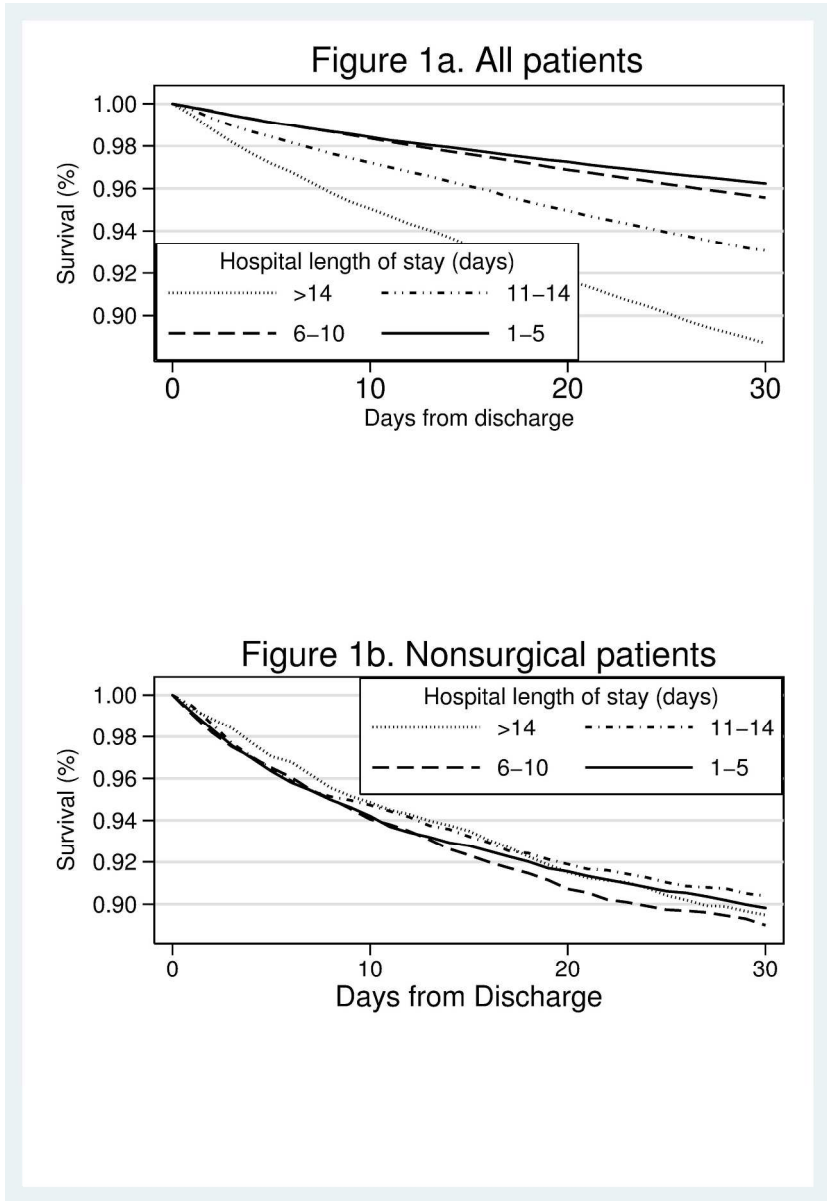 Figure 1a. All patients
Survival (%)
1.00
0.98
0.96
0.94
0.92
0.90
Hospital length of stay (days)
>14 11–14
6–10 1–5
0 10 20 30
Days from discharge
Figure 1b. Nonsurgical patients
Survival (%)
1.00
0.98
0.96
0.94
0.92
0.90
Hospital length of stay (days)
>14 11–14
6–10 1–5
0 10 20 30
Days from Discharge